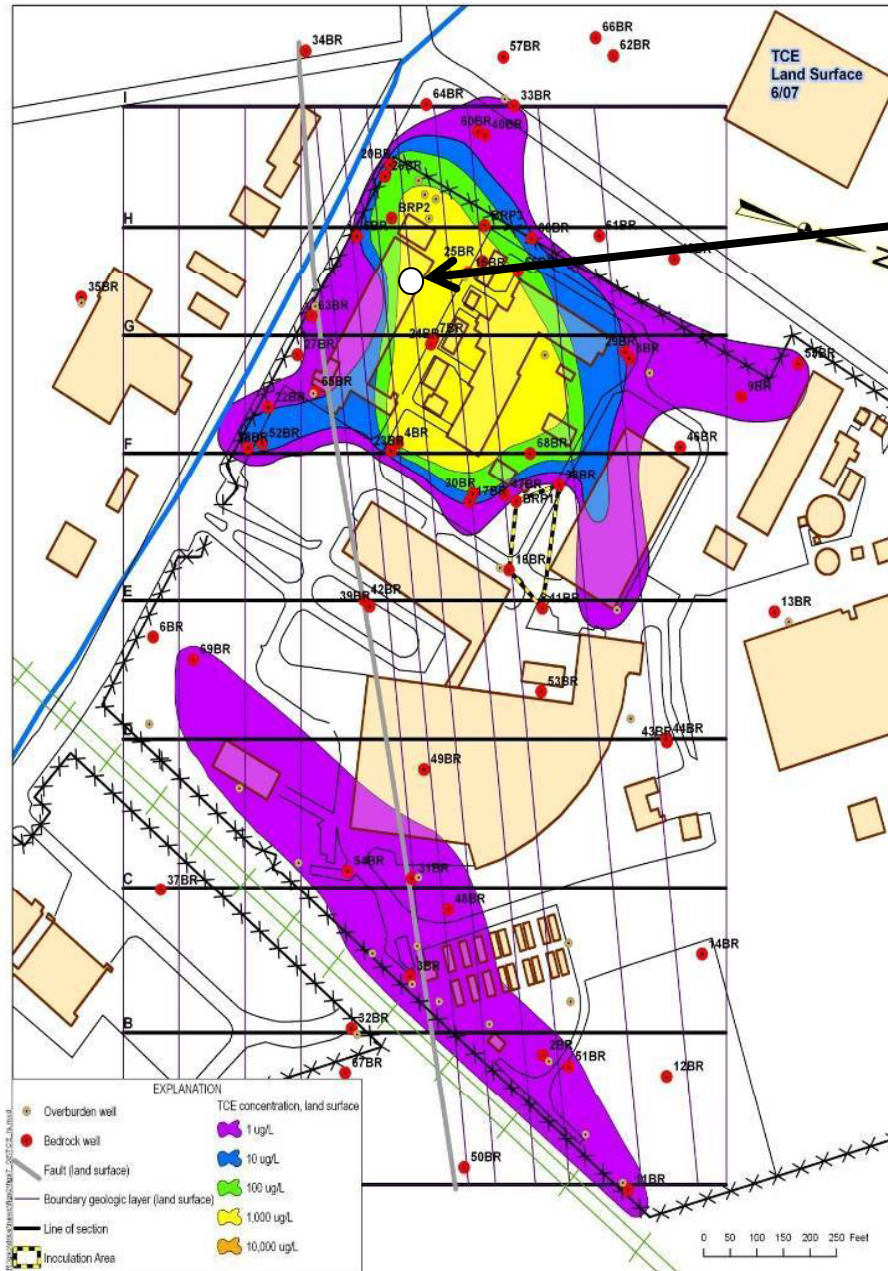 34BR
66BR
57BR
62BR
TCE
Land Surface
6/07
64BR
33BR
I
60BR
40BR
20BR
BRP2
H
BRP3
61BR
25BR
15BR
35BR
63BR
G
7BR
24BR
27BR
29BR
8BR
9BR
65BR
22BR
52BR
4BR
23BR
F
46BR
68BR
30BR
17BR
47BR
BRP1
16BR
E
42BR
39BR
41BR
13BR
6BR
69BR
53BR
D
44BR
43BR
49BR
54BR
31BR
37BR
C
48BR
14BR
3BR
32BR
B
2BR
51BR
67BR
12BR
50BR
11BR
EXPLANATION
Overburden well
Bedrock well
Fault (land surface)
Boundary geologic layer (land surface)
Line of section
Inoculation Area
TCE concentration, land surface
1 ug/L
10 ug/L
100 ug/L
1,000 ug/L
10,000 ug/L
0 50 100 150 200 250 Feet